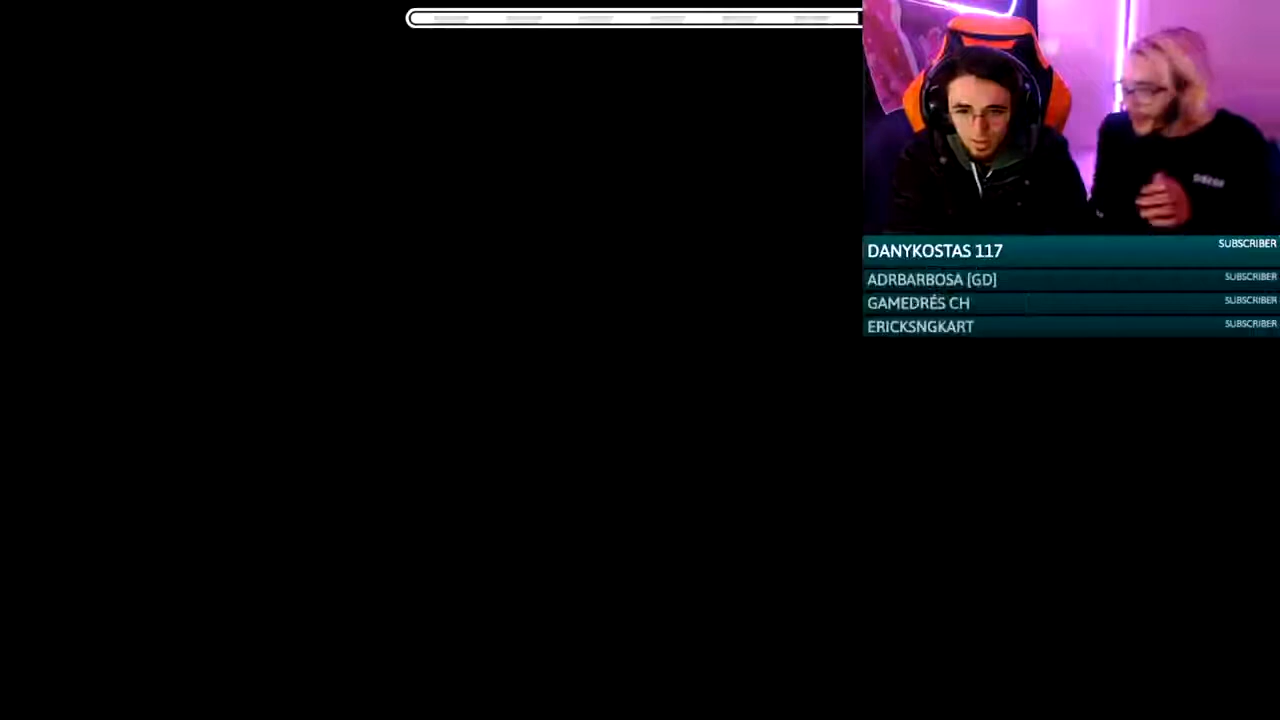 DANYKOSTAS 117 SUBSCRIBER
ADRBARBOSA [GD] SUBSCRIBER
GAMEDRÉS CH SUBSCRIBER
ERICKSNGKART SUBSCRIBER